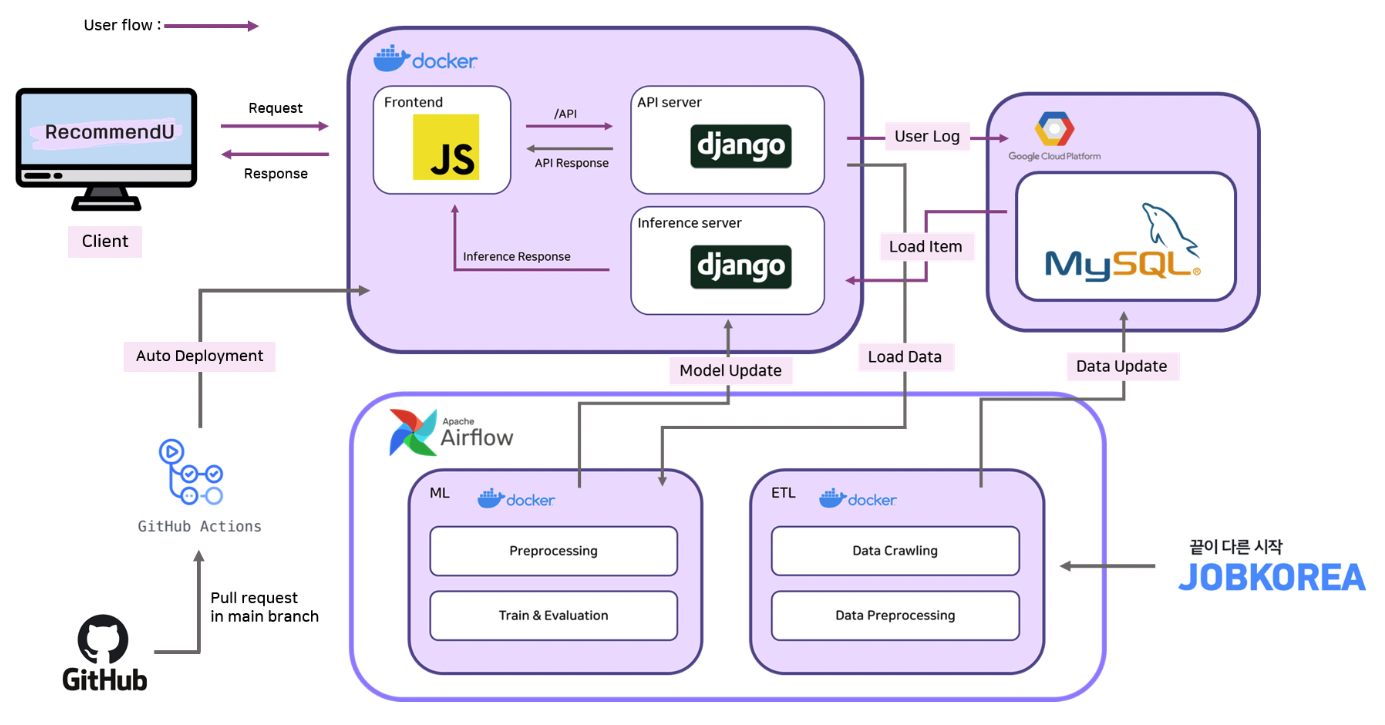 User flow :
docker
RecommendU
Client
Request
Response
Frontend
JS
/API
API Response
API server
django
Inference server
django
Inference Response
User Log
Load Item
Google Cloud Platform
MySQL®
Auto Deployment
Model Update
Load Data
Data Update
Apache
Airflow
ML
docker
Preprocessing
Train & Evaluation
ETL
docker
Data Crawling
Data Preprocessing
끝이 다른 시작
JOBKOREA
GitHub Actions
Pull request
in main branch
GitHub